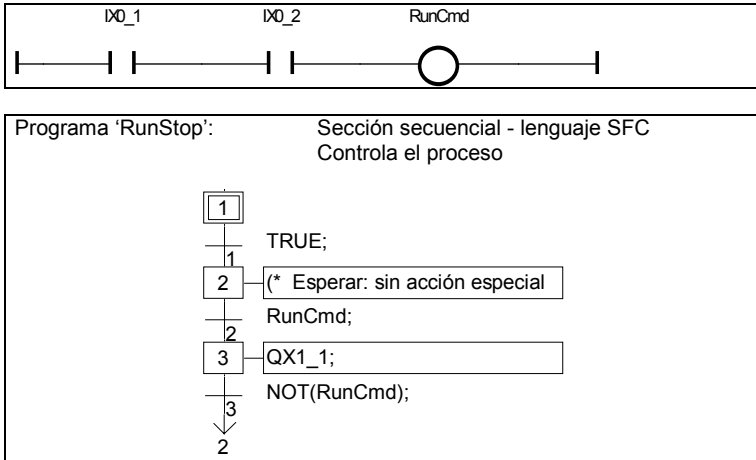 IX0_1 IX0_2 RunCmd
Programa ‘RunStop’: Sección secuencial - lenguaje SFC
Controla el proceso
1
TRUE;
1
2 (* Esperar: sin acción especial
RunCmd;
2
3 QX1_1;
NOT(RunCmd);
3
2